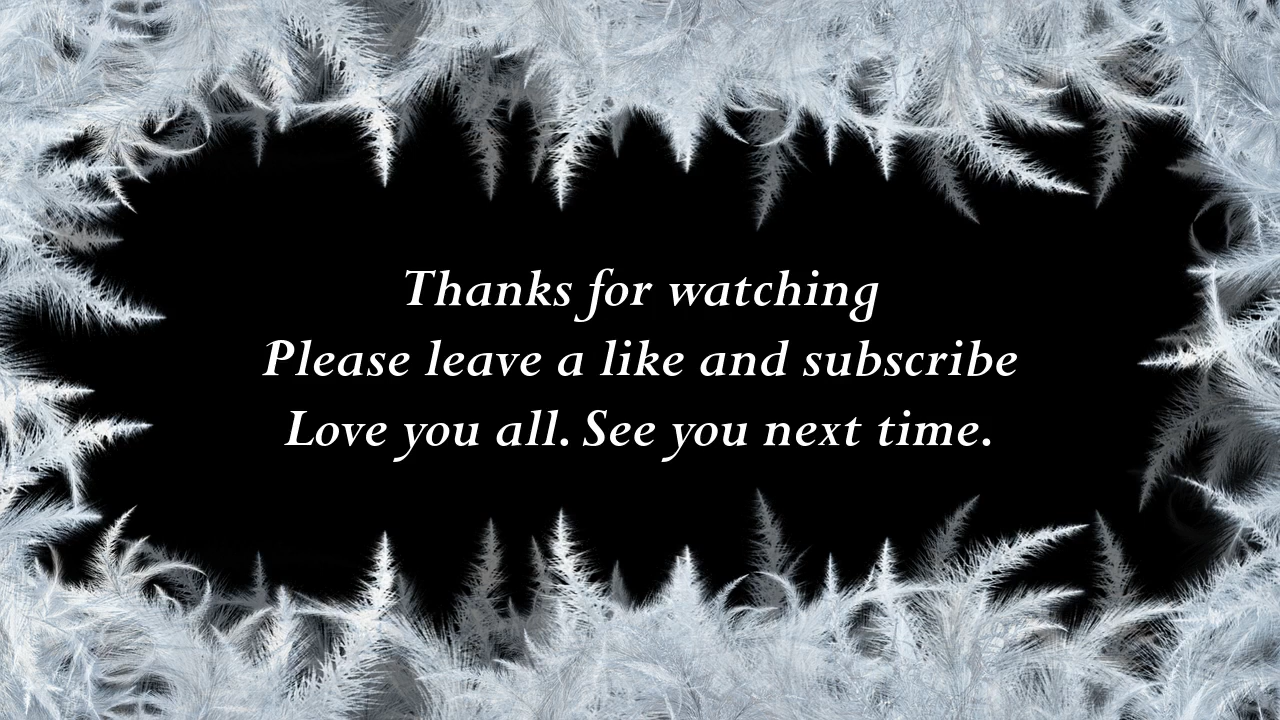 Thanks for watching
Please leave a like and subscribe
Love you all. See you next time.